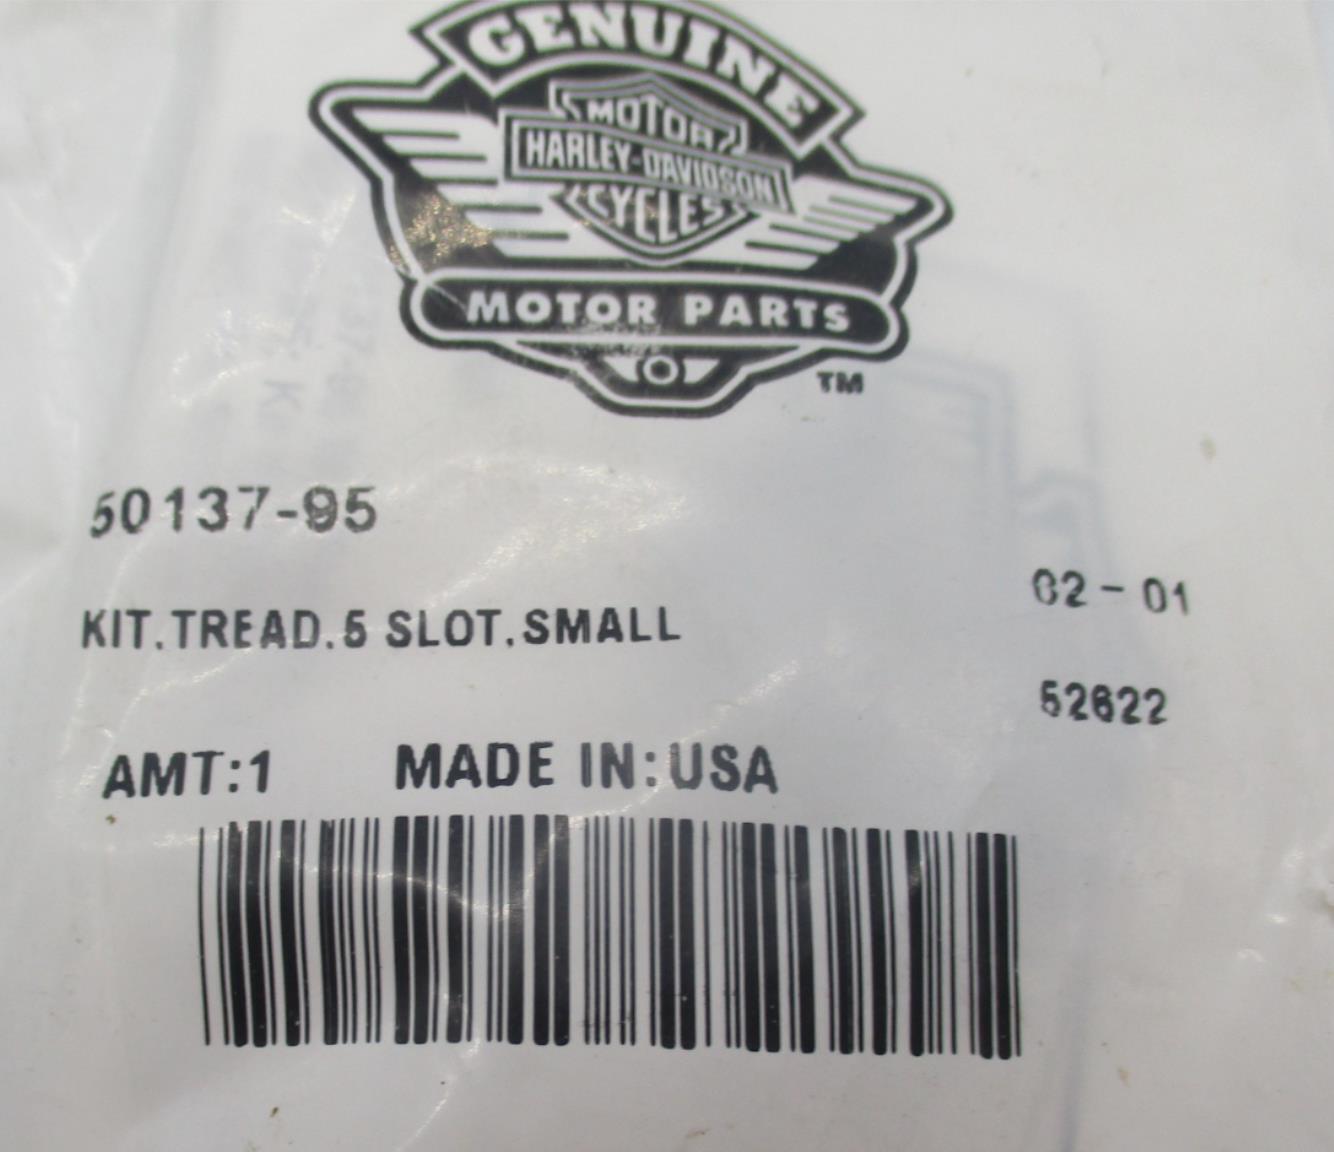 GENUINE
MOTOR
HARLEY-DAVIDSON
CYCLES
MOTOR PARTS
TM
50137-95
02-01
KIT.TREAD.5 SLOT.SMALL
52622
AMT:1 MADE IN:USA